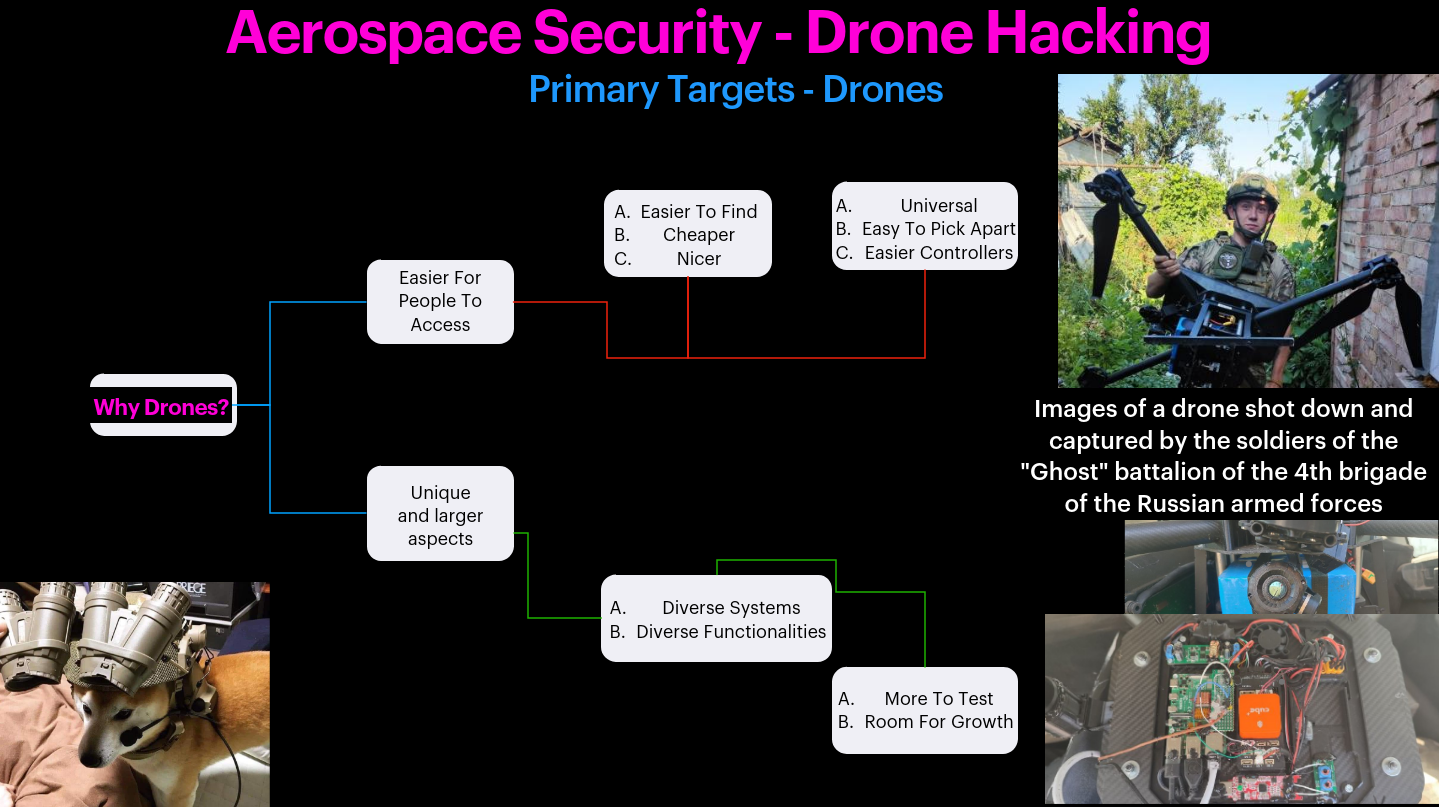 Aerospace Security - Drone Hacking
Primary Targets - Drones
A. Easier To Find
B. Cheaper
C. Nicer
A. Universal
B. Easy To Pick Apart
C. Easier Controllers
Easier For
People To
Access
Why Drones?
Images of a drone shot down and
captured by the soldiers of the
"Ghost" battalion of the 4th brigade
of the Russian armed forces
Unique
and larger
aspects
A. Diverse Systems
B. Diverse Functionalities
A. More To Test
B. Room For Growth
cube